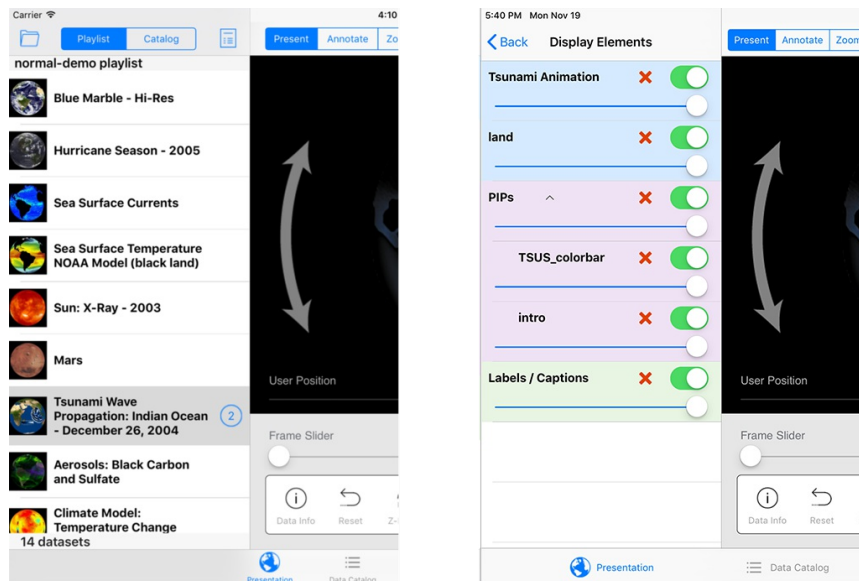 Carrier 4:10
Playlist Catalog Present Annotate Zo
normal-demo playlist
Blue Marble - Hi-Res
Hurricane Season - 2005
Sea Surface Currents
Sea Surface Temperature
NOAA Model (black land)
Sun: X-Ray - 2003
Mars
Tsunami Wave
Propagation: Indian Ocean
- December 26, 2004
2
Aerosols: Black Carbon
and Sulfate
Climate Model:
Temperature Change
14 datasets
User Position
Frame Slider
Data Info Reset Z-
Presentation Data Catalog
5:40 PM Mon Nov 19
Back Display Elements Present Annotate Zoom
Tsunami Animation
land
PIPs
TSUS_colorbar
intro
Labels / Captions
User Position
Frame Slider
Data Info Reset
Presentation Data Catalog